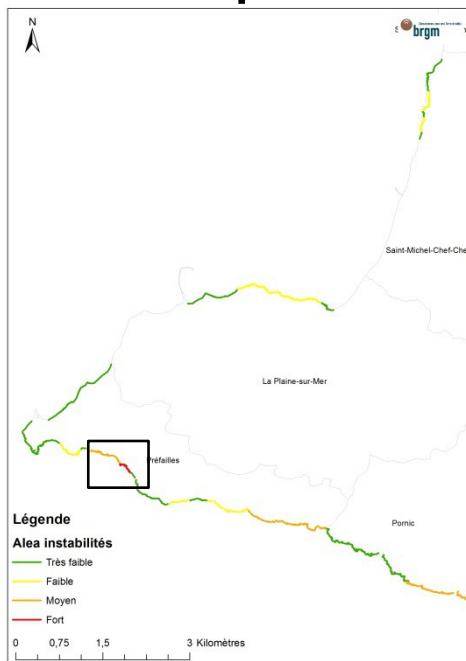 N
brgm
Saint-Michel-Chef-Che
La Plaine-sur-Mer
Préfailles
Pornic
Légende
Alea instabilités
Très faible
Faible
Moyen
Fort
0 0,75 1,5 3 Kilomètres